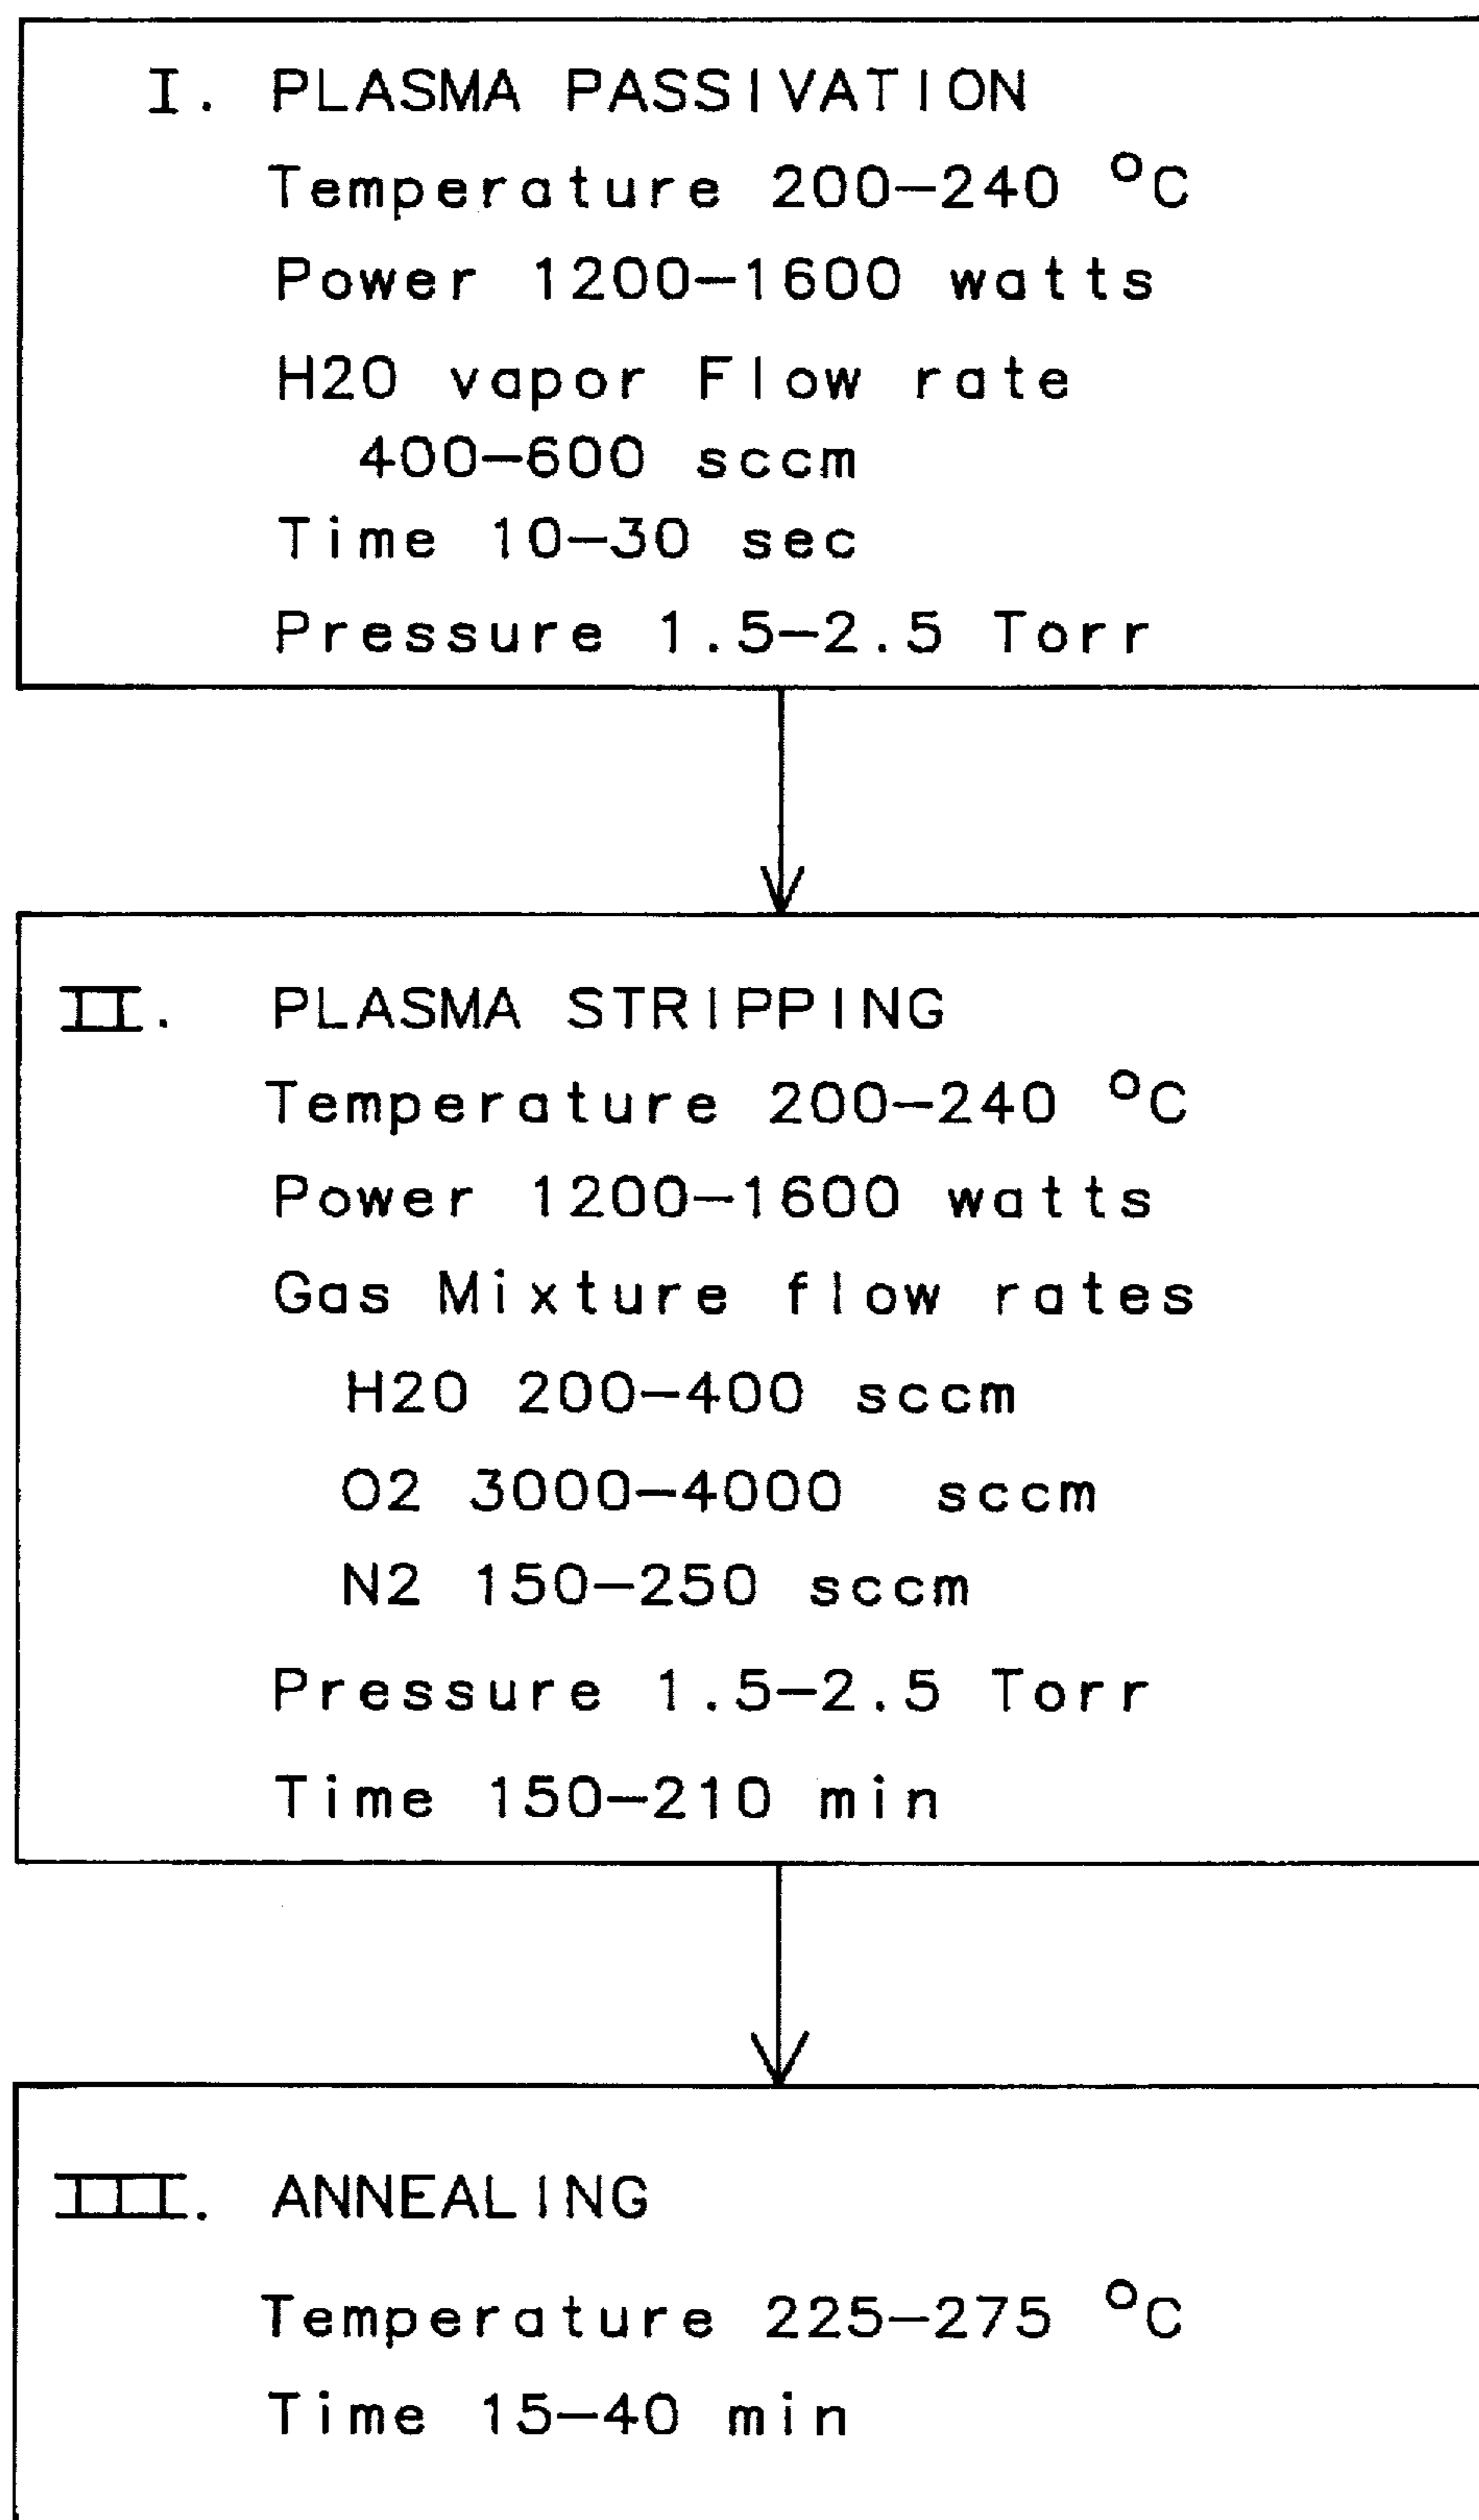 I. PLASMA PASSIVATION
Temperature 200-240 °C
Power 1200-1600 watts
H2O vapor Flow rate
400-600 sccm
Time 10-30 sec
Pressure 1.5-2.5 Torr
II. PLASMA STRIPPING
Temperature 200-240 °C
Power 1200-1600 watts
Gas Mixture flow rates
H2O 200-400 sccm
O2 3000-4000 sccm
N2 150-250 sccm
Pressure 1.5-2.5 Torr
Time 150-210 min
III. ANNEALING
Temperature 225-275 °C
Time 15-40 min